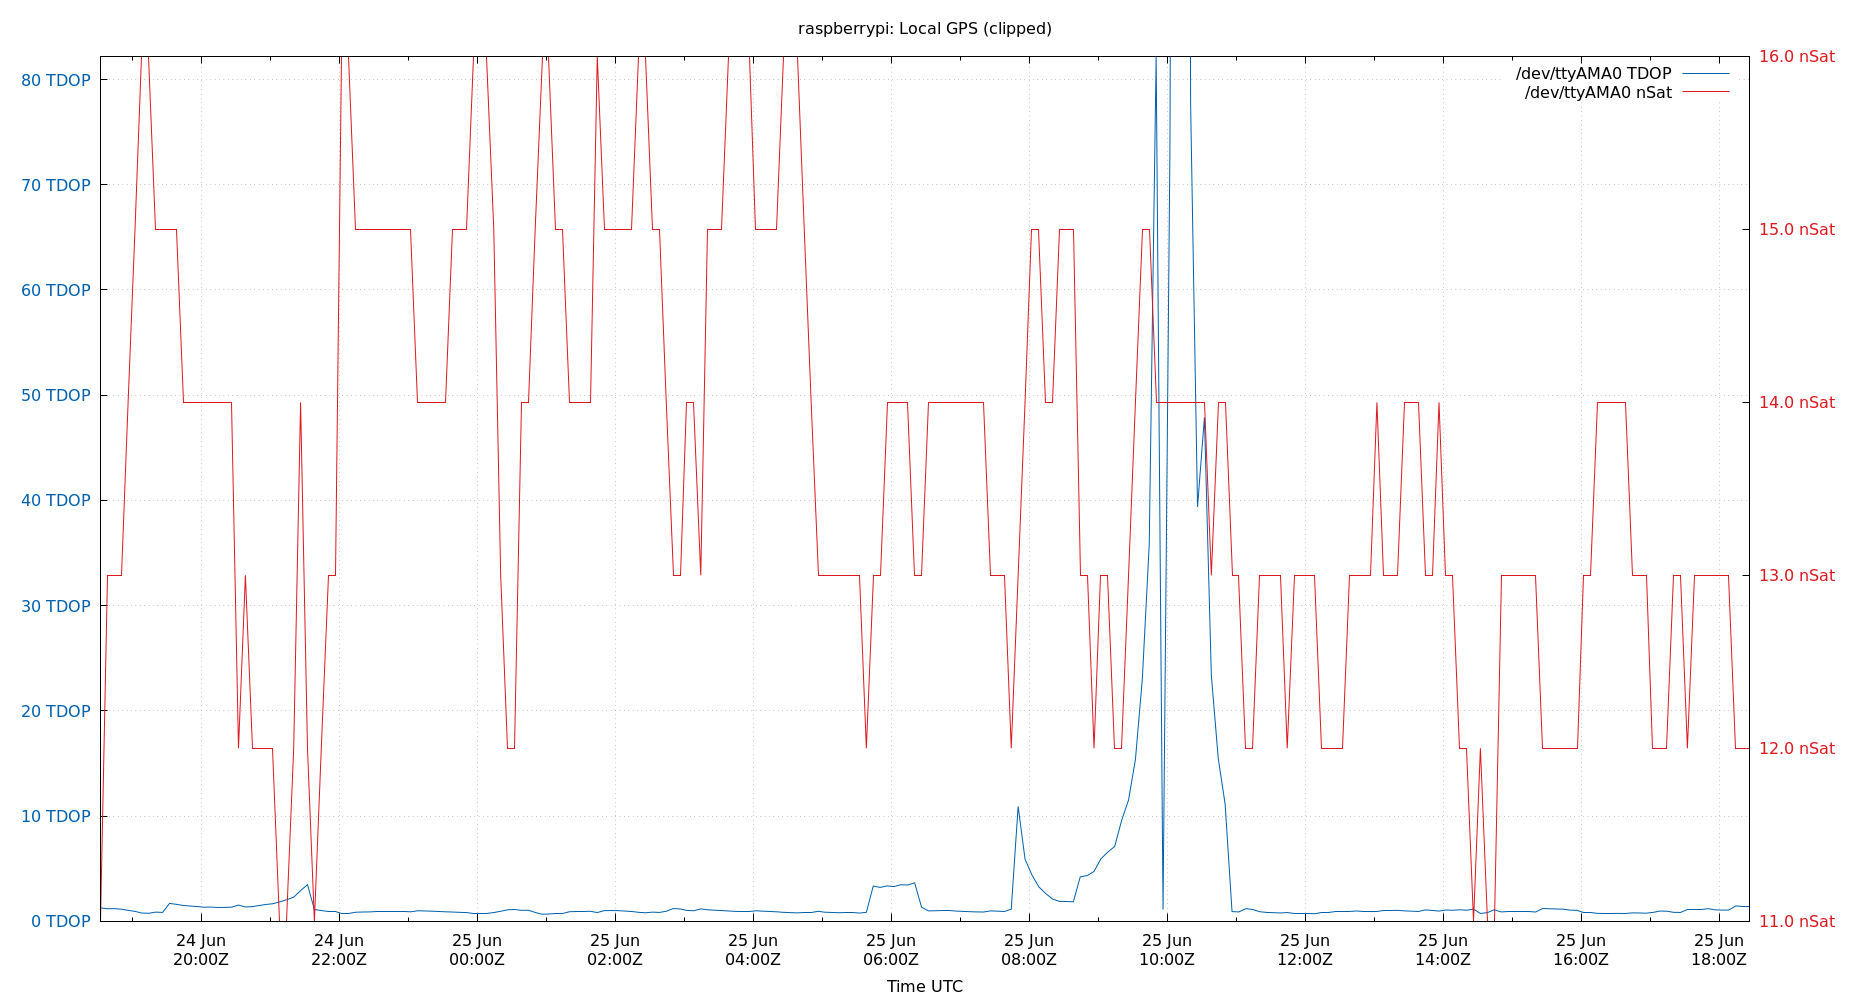 raspberrypi: Local GPS (clipped)
/dev/ttyAMA0 TDOP
/dev/ttyAMA0 nSat
80 TDOP
70 TDOP
60 TDOP
50 TDOP
40 TDOP
30 TDOP
20 TDOP
10 TDOP
0 TDOP
16.0 nSat
15.0 nSat
14.0 nSat
13.0 nSat
12.0 nSat
11.0 nSat
24 Jun
20:00Z
24 Jun
22:00Z
25 Jun
00:00Z
25 Jun
02:00Z
25 Jun
04:00Z
25 Jun
06:00Z
25 Jun
08:00Z
25 Jun
10:00Z
25 Jun
12:00Z
25 Jun
14:00Z
25 Jun
16:00Z
25 Jun
18:00Z
Time UTC